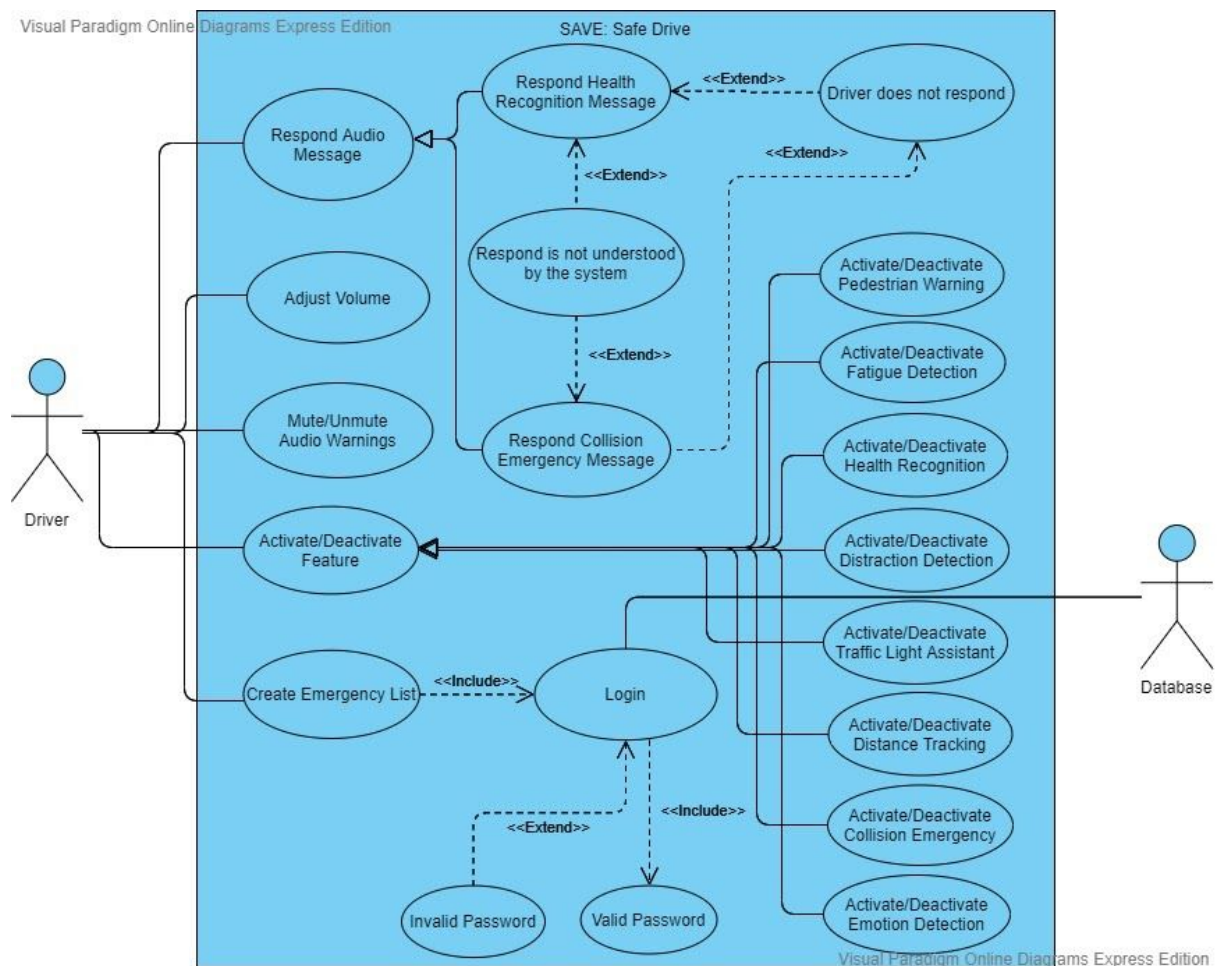 Visual Paradigm Online Diagrams Express Edition
SAVE: Safe Drive
Respond Health
Recognition Message
<<Extend>>
Driver does not respond
Respond Audio
Message
<<Extend>>
<<Extend>>
Respond is not understood
by the system
Activate/Deactivate
Pedestrian Warning
Adjust Volume
<<Extend>>
Activate/Deactivate
Fatigue Detection
Mute/Unmute
Audio Warnings
Respond Collision
Emergency Message
Activate/Deactivate
Health Recognition
Driver
Activate/Deactivate
Feature
Activate/Deactivate
Distraction Detection
Activate/Deactivate
Traffic Light Assistant
Create Emergency List
<<Include>>
Login
Database
Activate/Deactivate
Distance Tracking
<<Extend>>
<<Include>>
Activate/Deactivate
Collision Emergency
Invalid Password
Valid Password
Activate/Deactivate
Emotion Detection
Visual Paradigm Online Diagrams Express Edition